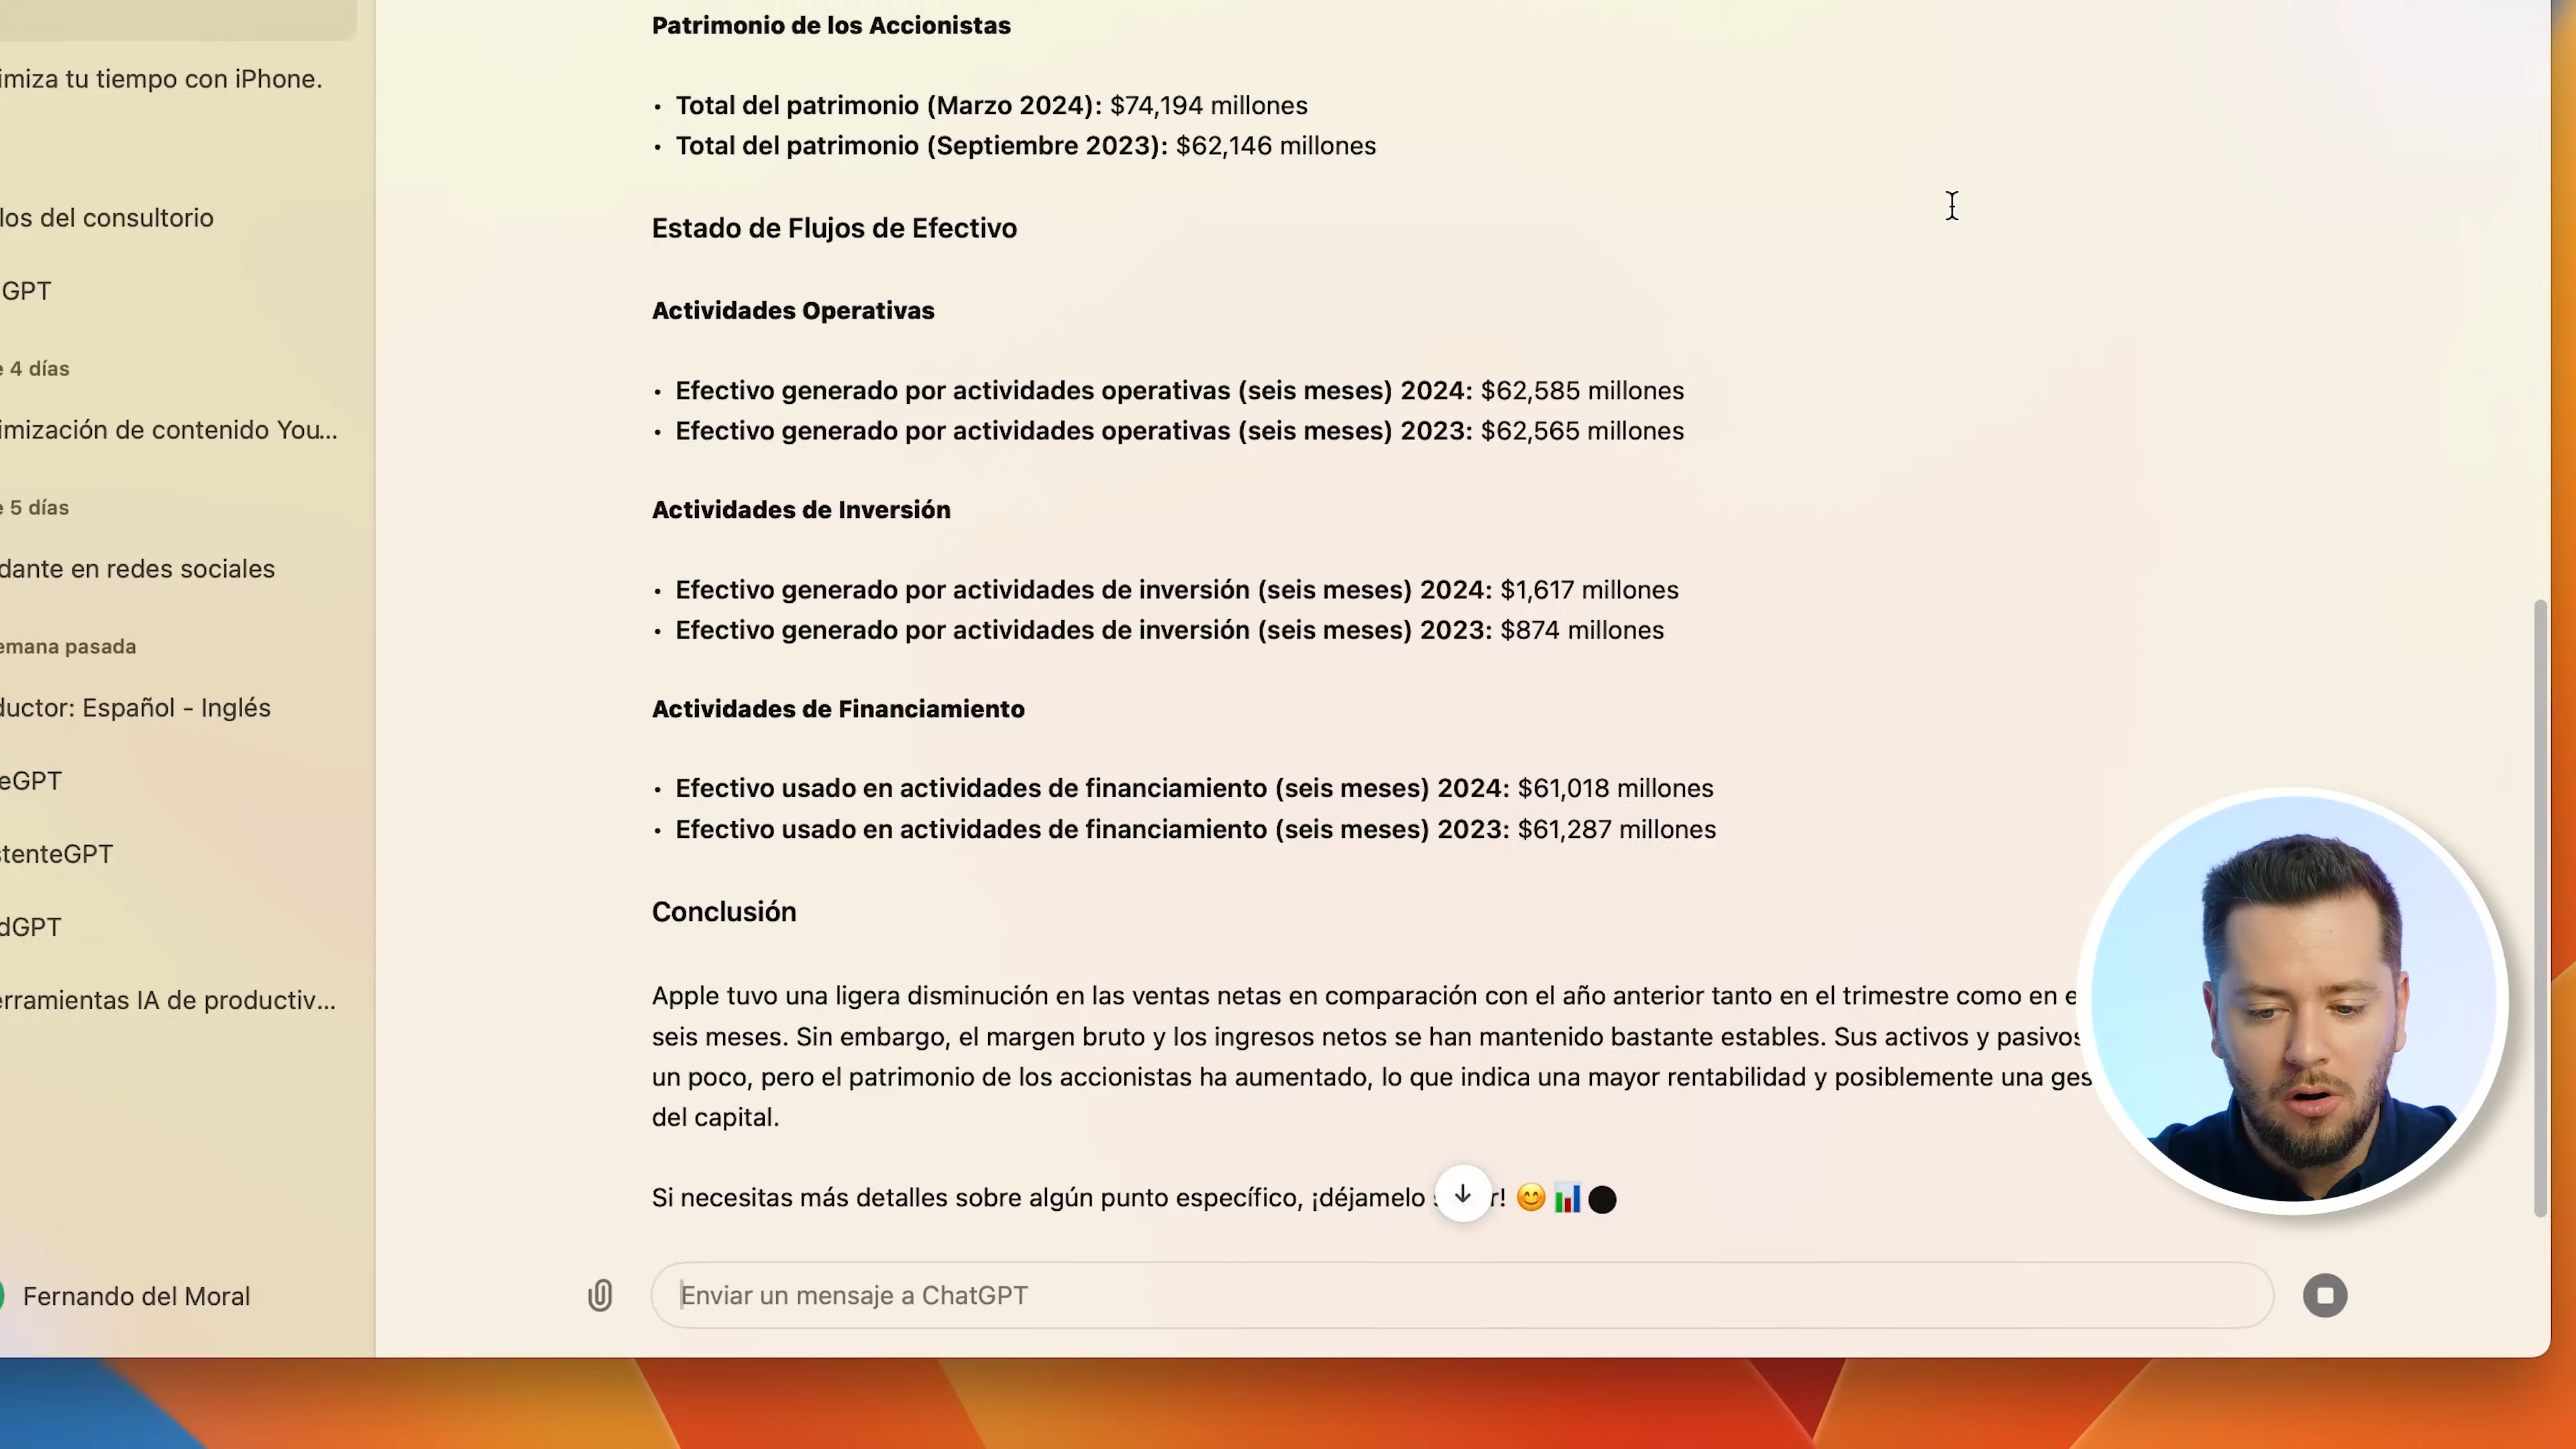 imiza tu tiempo con iPhone.
los del consultorio
GPT
e 4 días
imización de contenido You...
e 5 días
dante en redes sociales
emana pasada
ductor: Español - Inglés
eGPT
stenteGPT
dGPT
erramientas IA de productiv...
Fernando del Moral
Patrimonio de los Accionistas
• Total del patrimonio (Marzo 2024): $74,194 millones
• Total del patrimonio (Septiembre 2023): $62,146 millones
Estado de Flujos de Efectivo
Actividades Operativas
• Efectivo generado por actividades operativas (seis meses) 2024: $62,585 millones
• Efectivo generado por actividades operativas (seis meses) 2023: $62,565 millones
Actividades de Inversión
• Efectivo generado por actividades de inversión (seis meses) 2024: $1,617 millones
• Efectivo generado por actividades de inversión (seis meses) 2023: $874 millones
Actividades de Financiamiento
• Efectivo usado en actividades de financiamiento (seis meses) 2024: $61,018 millones
• Efectivo usado en actividades de financiamiento (seis meses) 2023: $61,287 millones
Conclusión
Apple tuvo una ligera disminución en las ventas netas en comparación con el año anterior tanto en el trimestre como en e
seis meses. Sin embargo, el margen bruto y los ingresos netos se han mantenido bastante estables. Sus activos y pasivos
un poco, pero el patrimonio de los accionistas ha aumentado, lo que indica una mayor rentabilidad y posiblemente una ges
del capital.
Si necesitas más detalles sobre algún punto específico, ¡déjamelo 😊📊
Enviar un mensaje a ChatGPT